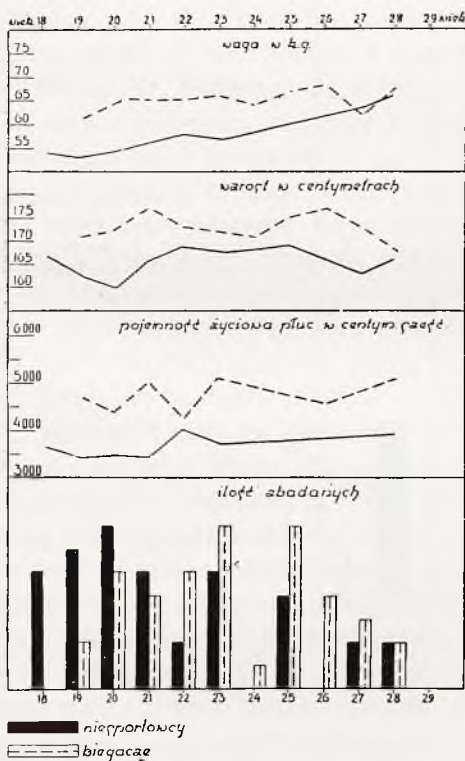 wiek 18 19 20 21 22 23 24 25 26 27 28 29 wiek
waga w k.g.
75
70
65
60
55
wzrost w centymetrach
175
170
165
160
pojemność życiowa płuc w centym. sześć.
6000
5000
4000
3000
ilość zbadanych
18 19 20 21 22 23 24 25 26 27 28 29
niesportowcy
biegacze